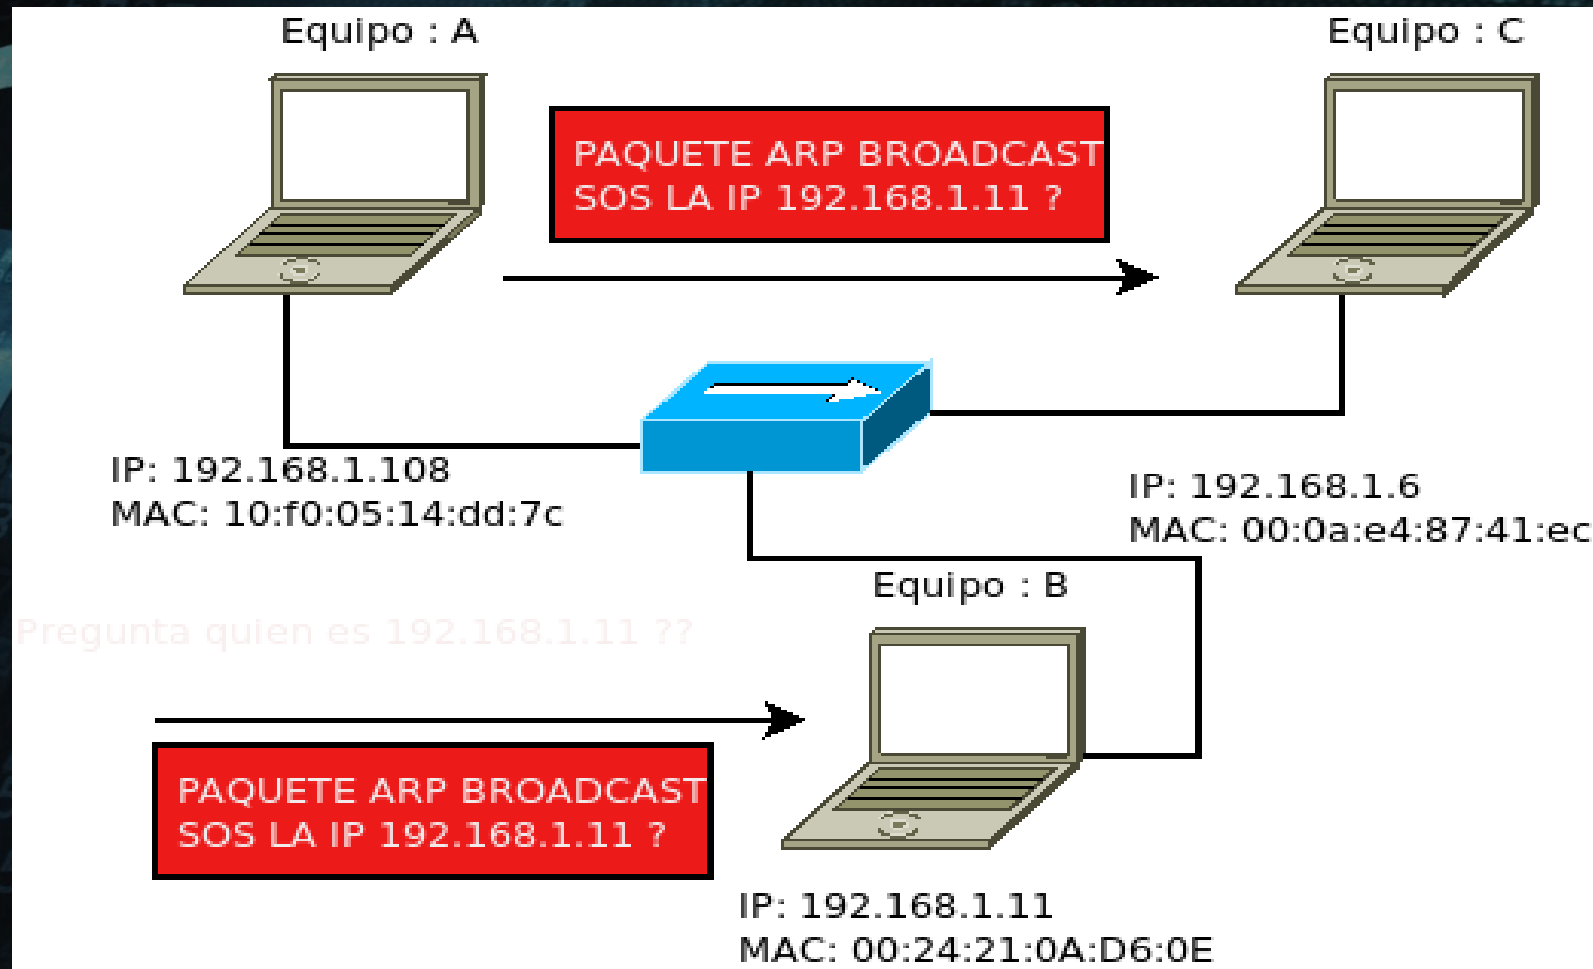 Equipo : A
Equipo : C
PAQUETE ARP BROADCAST
SOS LA IP 192.168.1.11 ?
IP: 192.168.1.108
MAC: 10:f0:05:14:dd:7c
IP: 192.168.1.6
MAC: 00:0a:e4:87:41:ec
Equipo : B
Pregunta quien es 192.168.1.11 ??
PAQUETE ARP BROADCAST
SOS LA IP 192.168.1.11 ?
IP: 192.168.1.11
MAC: 00:24:21:0A:D6:0E